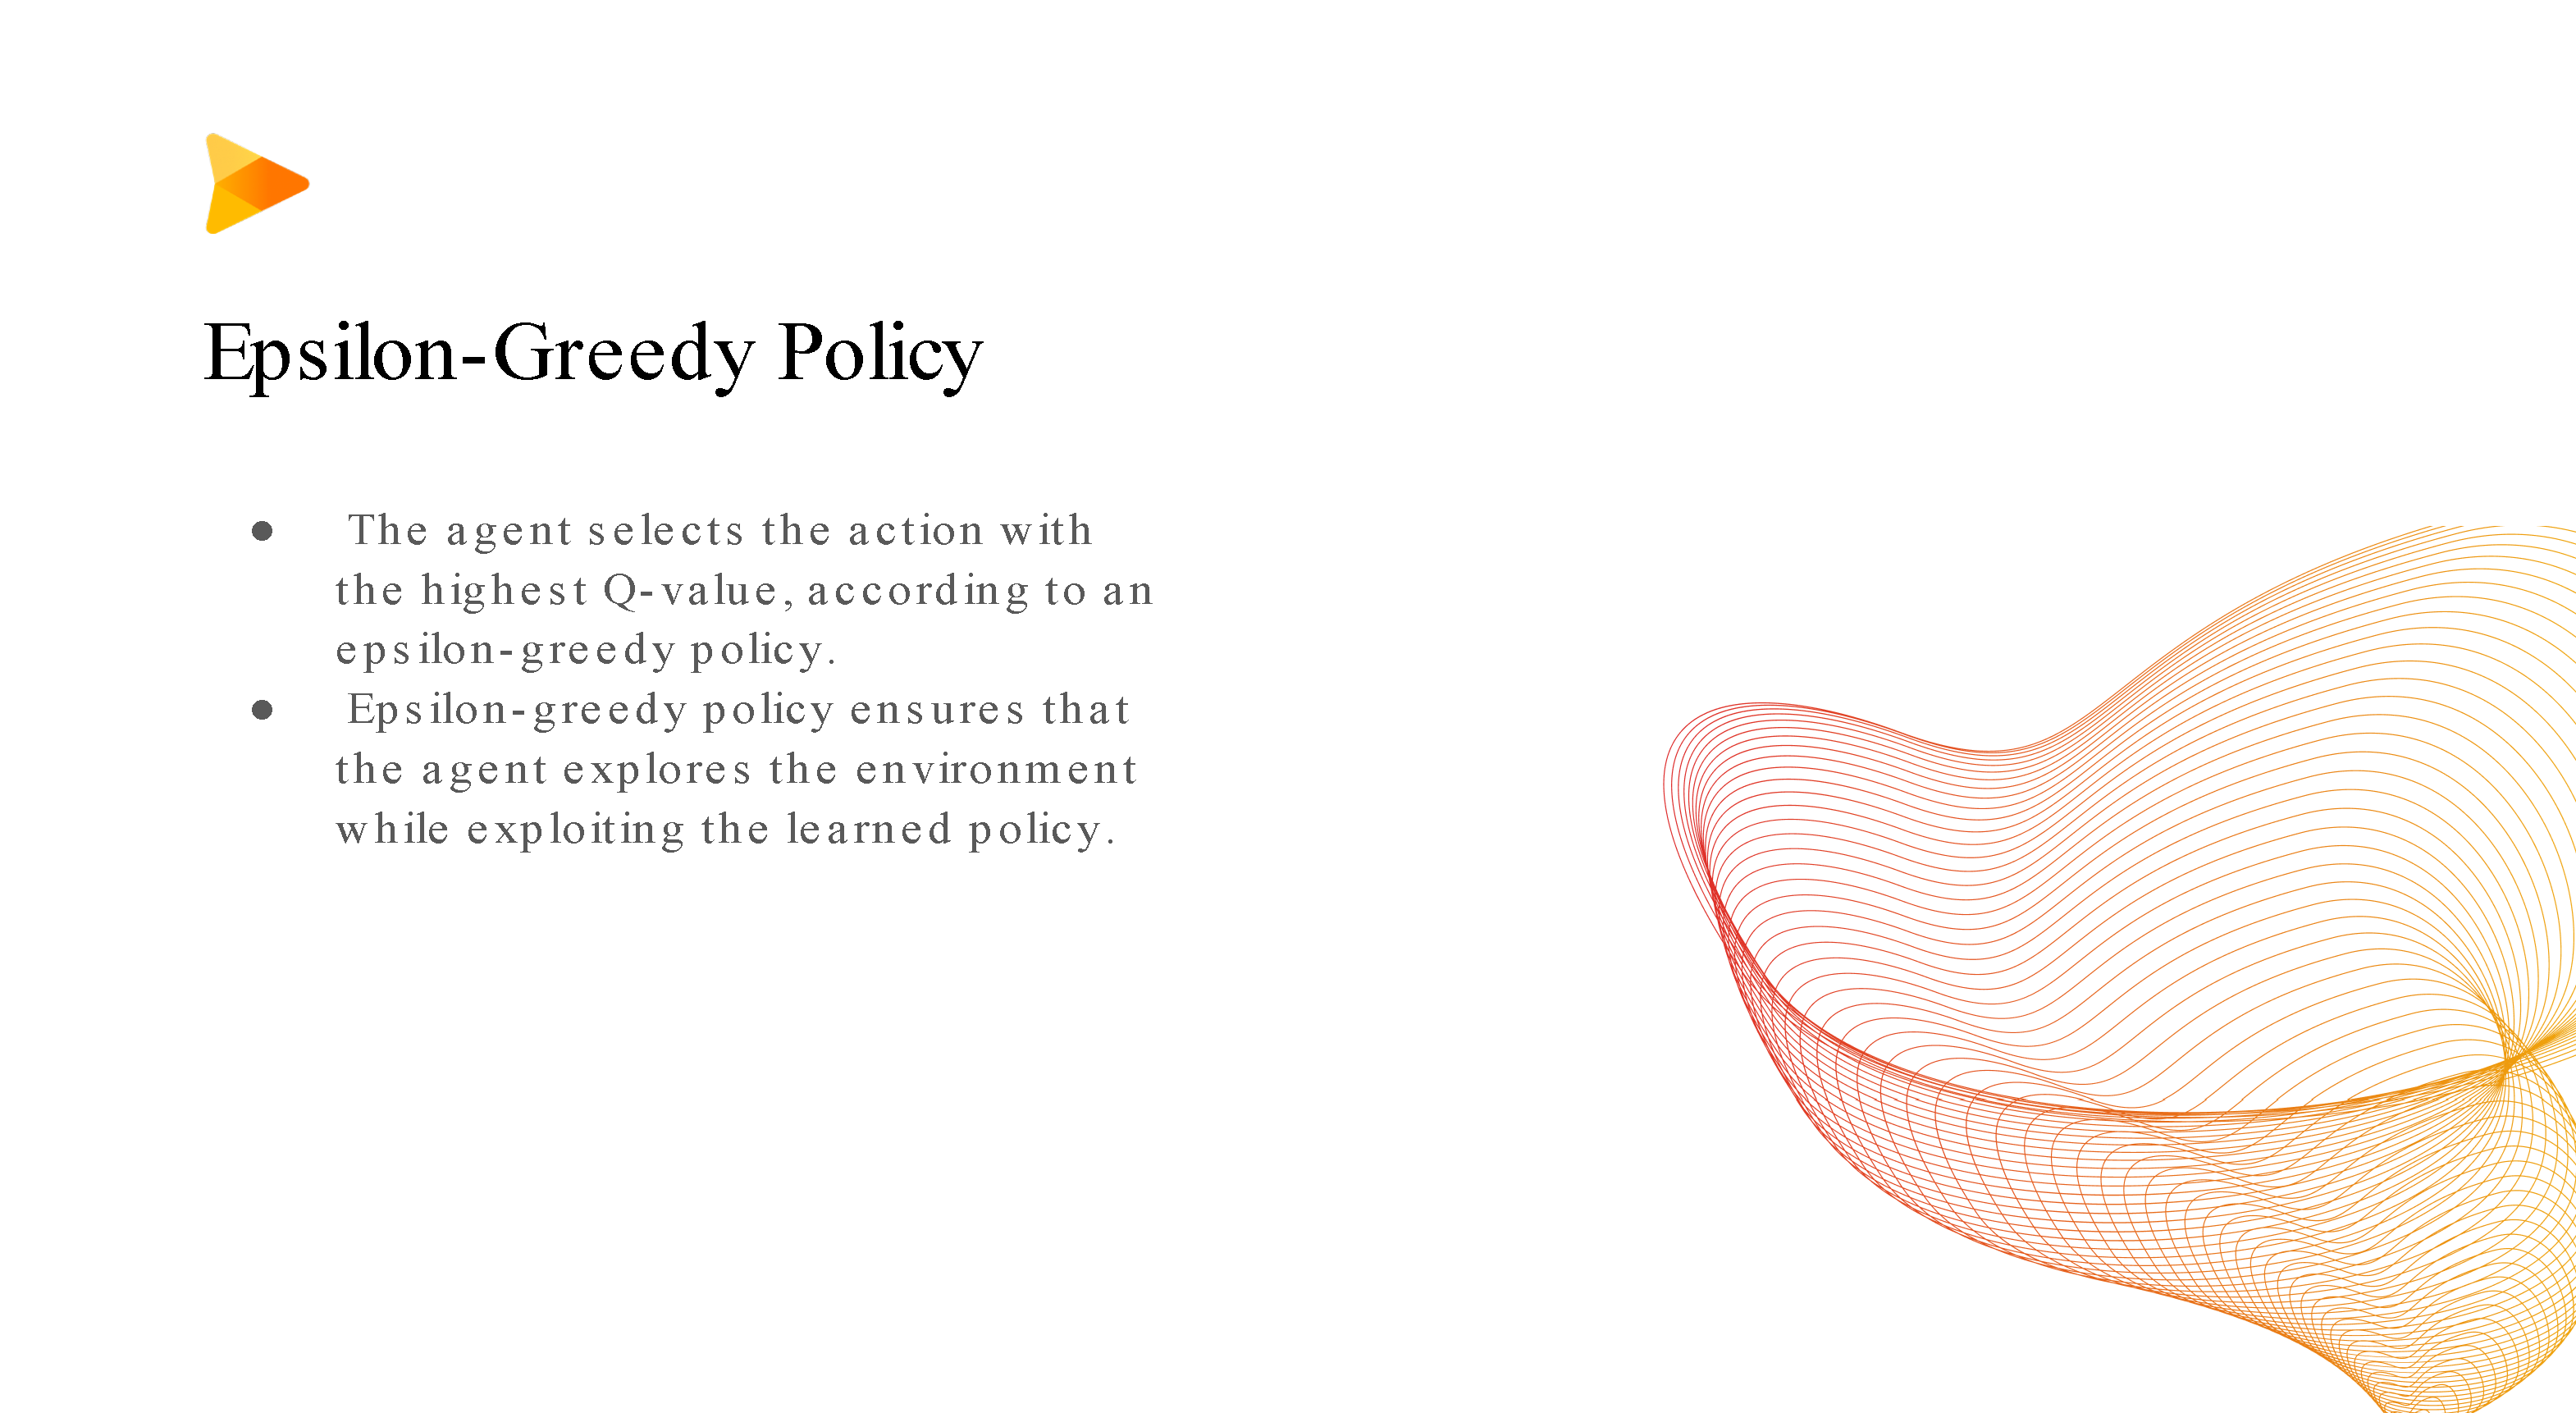 Epsilon-Greedy Policy
● The agent selects the action with
the highest Q-value, according to an
epsilon-greedy policy.
● Epsilon-greedy policy ensures that
the agent explores the environment
while exploiting the learned policy.